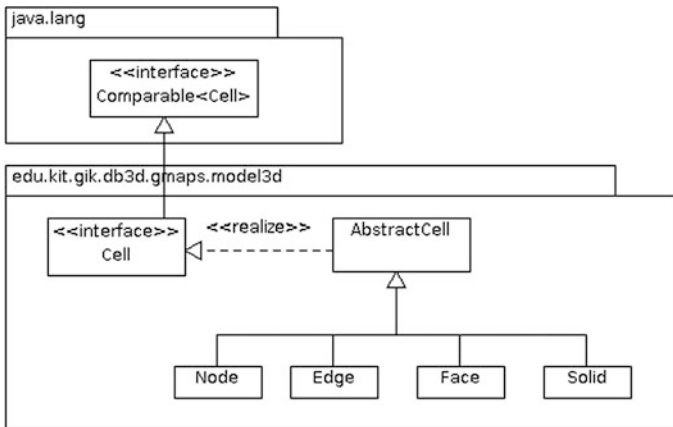 java.lang
<<interface>>
Comparable<Cell>
edu.kit.gik.db3d.gmaps.model3d
<<interface>>
Cell
<<realize>>
AbstractCell
Node
Edge
Face
Solid